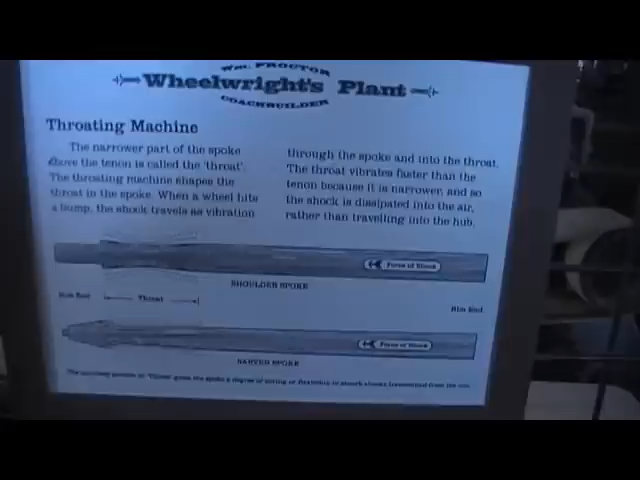 Wm. PROCTOR
Wheelwright's Plant
COACHBUILDER
Throating Machine
The narrower part of the spoke
above the tenon is called the 'throat'.
The throating machine shapes the
throat in the spoke. When a wheel hits
a bump, the shock travels as vibration
through the spoke and into the throat.
The throat vibrates faster than the
tenon because it is narrower, and so
the shock is dissipated into the air,
rather than travelling into the hub.
Force of Shock
SHOULDER SPOKE
Throat
Rim End
Force of Shock